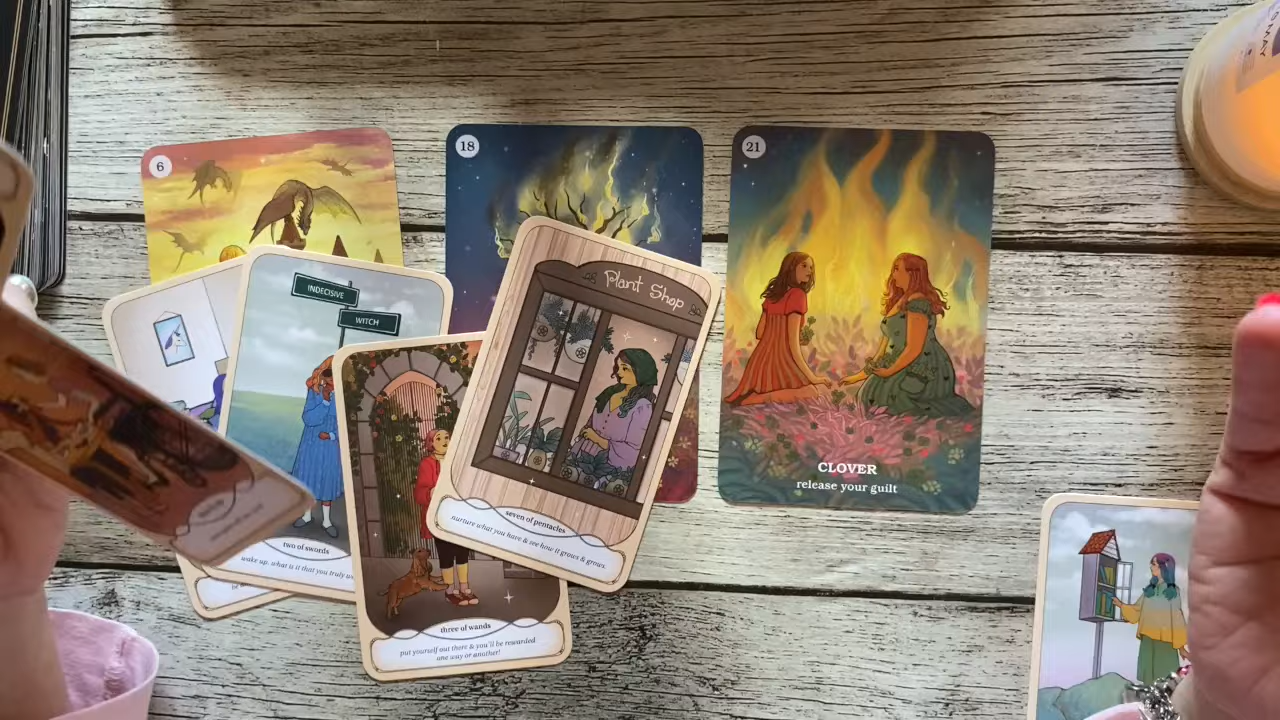 6
18
21
INDECISIVE
WITCH
Plant Shop
CLOVER
release your guilt
seven of pentacles
nurture what you have & see how it grows & grows.
two of swords
wake up. what is it that you truly
three of wands
put yourself out there & you'll be rewarded
one way or another!
MAY